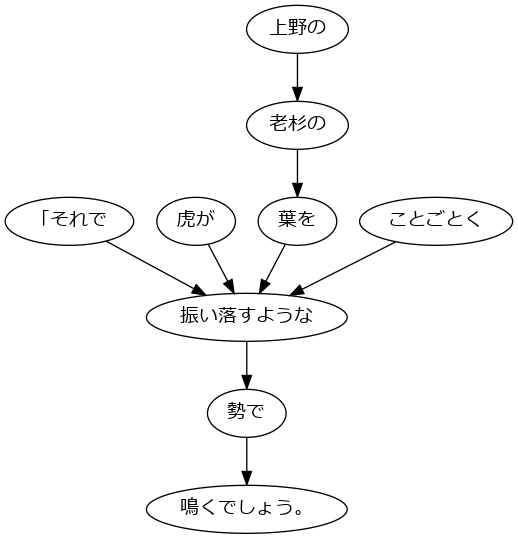 上野の
老杉の
「それで
虎が
葉を
ことごとく
振い落すような
勢で
鳴くでしょう。